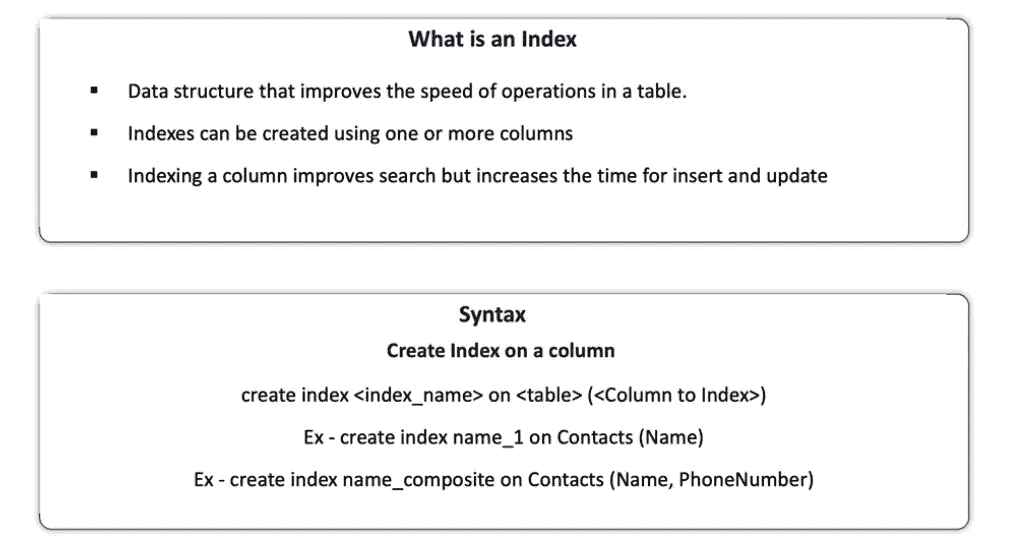 What is an Index
▪ Data structure that improves the speed of operations in a table.
▪ Indexes can be created using one or more columns
▪ Indexing a column improves search but increases the time for insert and update
Syntax
Create Index on a column
create index <index_name> on <table> (<Column to Index>)
Ex - create index name_1 on Contacts (Name)
Ex - create index name_composite on Contacts (Name, PhoneNumber)